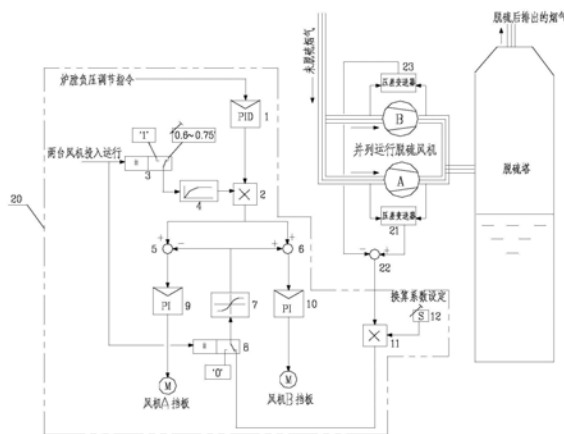 脱硫后排出的烟气
未脱硫烟气
23
压差变送器
炉膛负压调节指令
PID
1
B
'1'
'0.6~0.75'
并列运行脱硫风机
两台风机投入运行
3
A
脱硫塔
4
2
20
压差变送器
21
+
-
-
+
5
6
-
+
22
换算系数设定
PI
9
7
PI
10
S
12
11
8
'0'
M
M
风机A挡板
风机B挡板